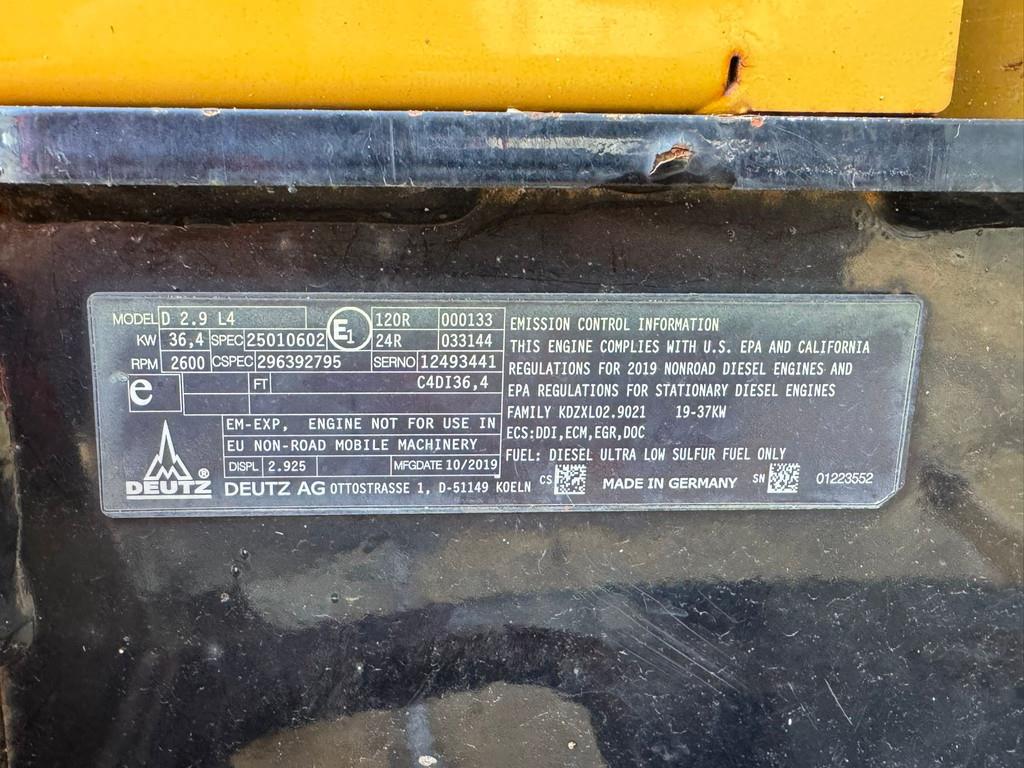 MODEL D 2.9 L4 E1 120R 000133
KW 36,4 SPEC 25010602 24R 033144
RPM 2600 CSPEC 296392795 SERNO 12493441
e FT C4DI36,4
EM-EXP, ENGINE NOT FOR USE IN
EU NON-ROAD MOBILE MACHINERY
DISPL 2.925 MFGDATE 10/2019
DEUTZ® DEUTZ AG OTTOSTRASSE 1, D-51149 KOELN
EMISSION CONTROL INFORMATION
THIS ENGINE COMPLIES WITH U.S. EPA AND CALIFORNIA
REGULATIONS FOR 2019 NONROAD DIESEL ENGINES AND
EPA REGULATIONS FOR STATIONARY DIESEL ENGINES
FAMILY KDZXL02.9021 19-37KW
ECS:DDI,ECM,EGR,DOC
FUEL: DIESEL ULTRA LOW SULFUR FUEL ONLY
CS MADE IN GERMANY SN 01223552